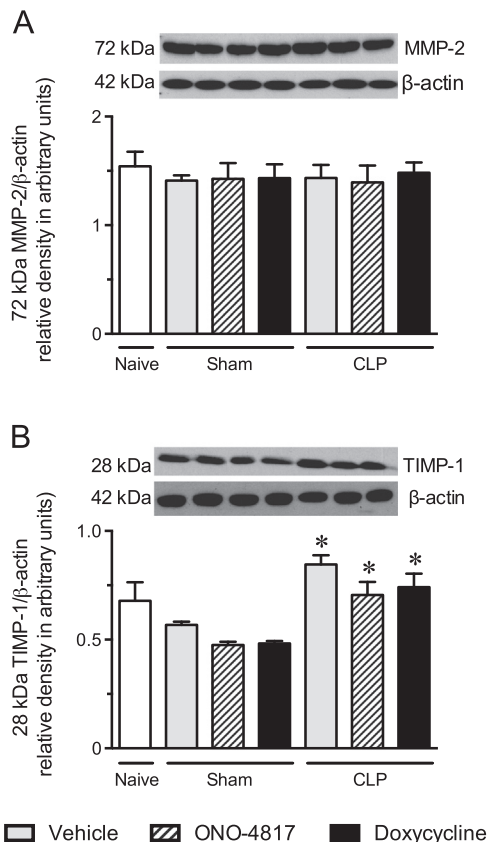 A
72 kDa MMP-2
42 kDa β-actin
72 kDa MMP-2/β-actin
relative density in arbitrary units)
2
1
0
Naive Sham CLP
B
28 kDa TIMP-1
42 kDa β-actin
28 kDa TIMP-1/β-actin
relative density in arbitrary units)
1.0
* * *
0.5
0
Naive Sham CLP
Vehicle ONO-4817 Doxycycline